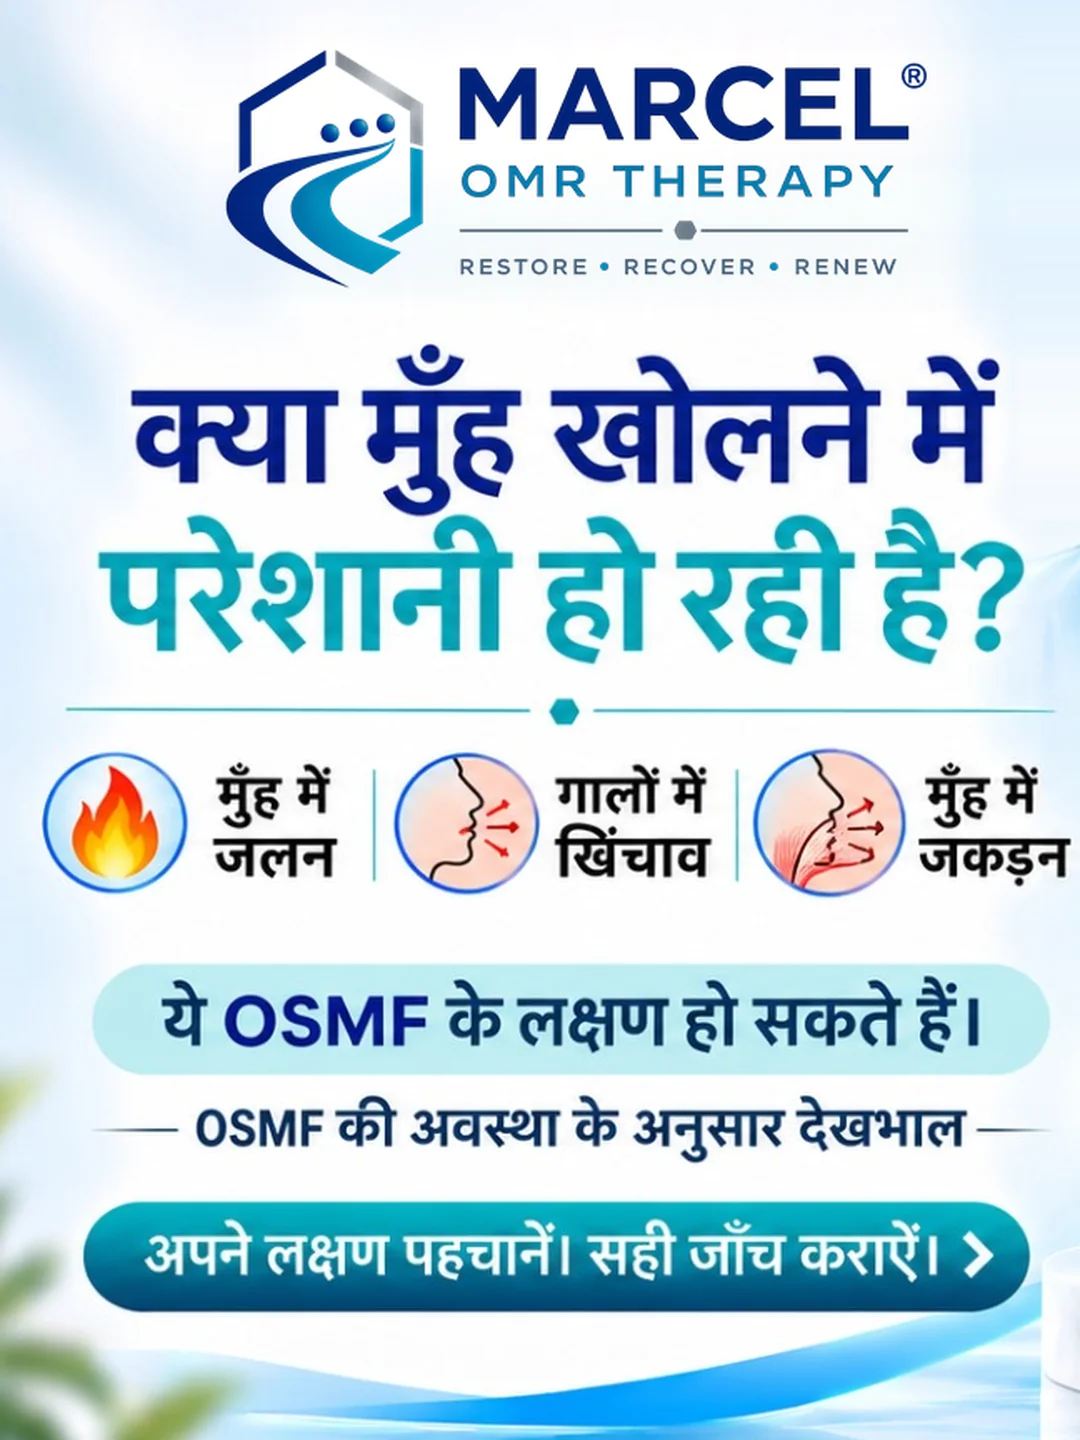 MARCEL®
OMR THERAPY
RESTORE • RECOVER • RENEW
क्या मुँह खोलने में
परेशानी हो रही है?
मुँह में
जलन
गालों में
खिंचाव
मुँह में
जकड़न
ये OSMF के लक्षण हो सकते हैं।
OSMF की अवस्था के अनुसार देखभाल
अपने लक्षण पहचानें। सही जाँच कराऐं।